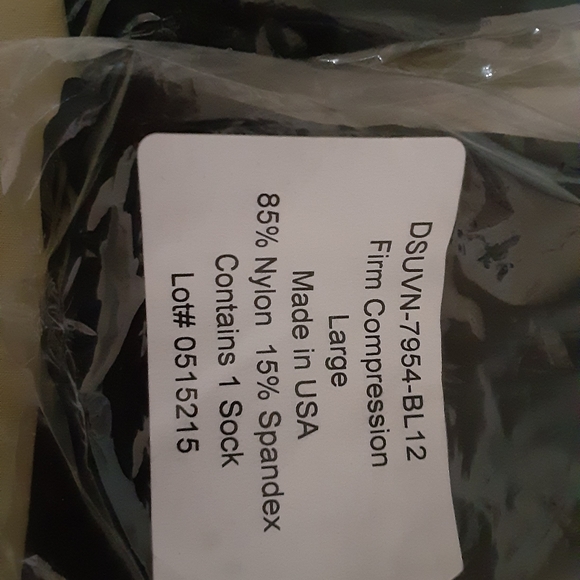 DSUVN-7954-BL12
Firm Compression
Large
Made in USA
85% Nylon 15% Spandex
Contains 1 Sock
Lot# 0515215